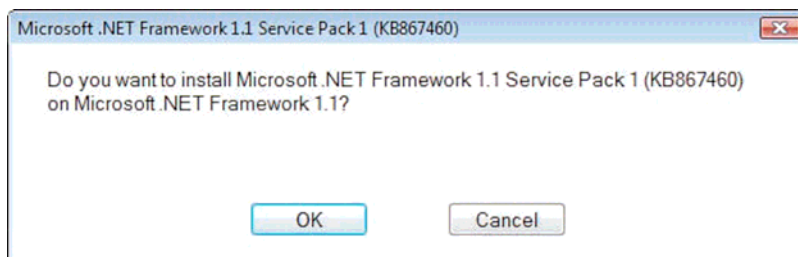 Microsoft .NET Framework 1.1 Service Pack 1 (KB867460)
Do you want to install Microsoft .NET Framework 1.1 Service Pack 1 (KB867460)
on Microsoft .NET Framework 1.1?
OK Cancel